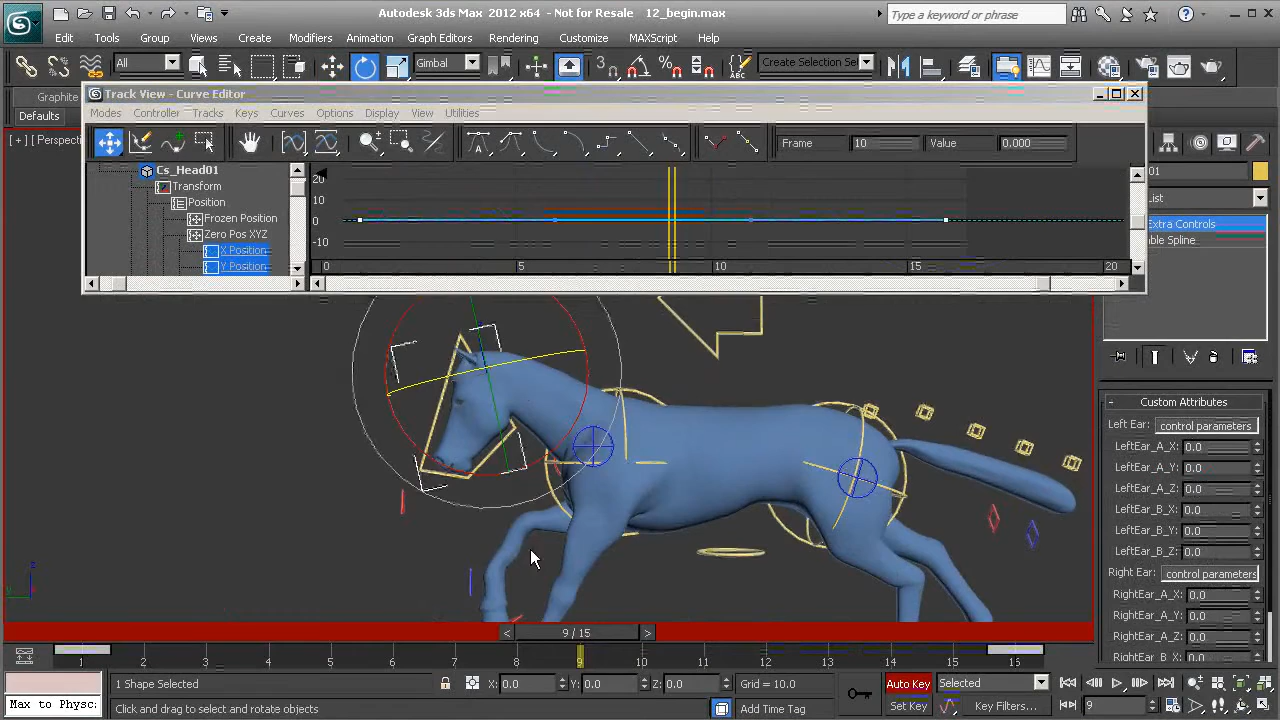 Autodesk 3ds Max 2012 x64 - Not for Resale 12_begin.max
Type a keyword or phrase
Edit Tools Group Views Create Modifiers Animation Graph Editors Rendering Customize MAXScript Help
All Gimbal Create Selection Se
Graphite
Defaults
Track View - Curve Editor
Modes Controller Tracks Keys Curves Options Display View Utilities
Frame 10 Value 0.000
[ + ] [ Perspecti
Cs_Head01
Transform
Position
Frozen Position
Zero Pos XYZ
X Position
Y Position
20
10
0
-10
0 5 10 15 20
01
List
Extra Controls
able Spline
Custom Attributes
Left Ear: control parameters
LeftEar_A_X: 0.0
LeftEar_A_Y: 0.0
LeftEar_A_Z: 0.0
LeftEar_B_X: 0.0
LeftEar_B_Y: 0.0
LeftEar_B_Z: 0.0
Right Ear: control parameters
RightEar_A_X: 0.0
RightEar_A_Y: 0.0
RightEar_A_Z: 0.0
RightEar_B_X: 0.0
z
y
9 / 15
1 2 3 4 5 6 7 8 9 10 11 12 13 14 15 16
1 Shape Selected X: 0.0 Y: 0.0 Z: 0.0 Grid = 10.0 Auto Key Selected
Max to Physc:
Click and drag to select and rotate objects Add Time Tag Set Key Key Filters... 9